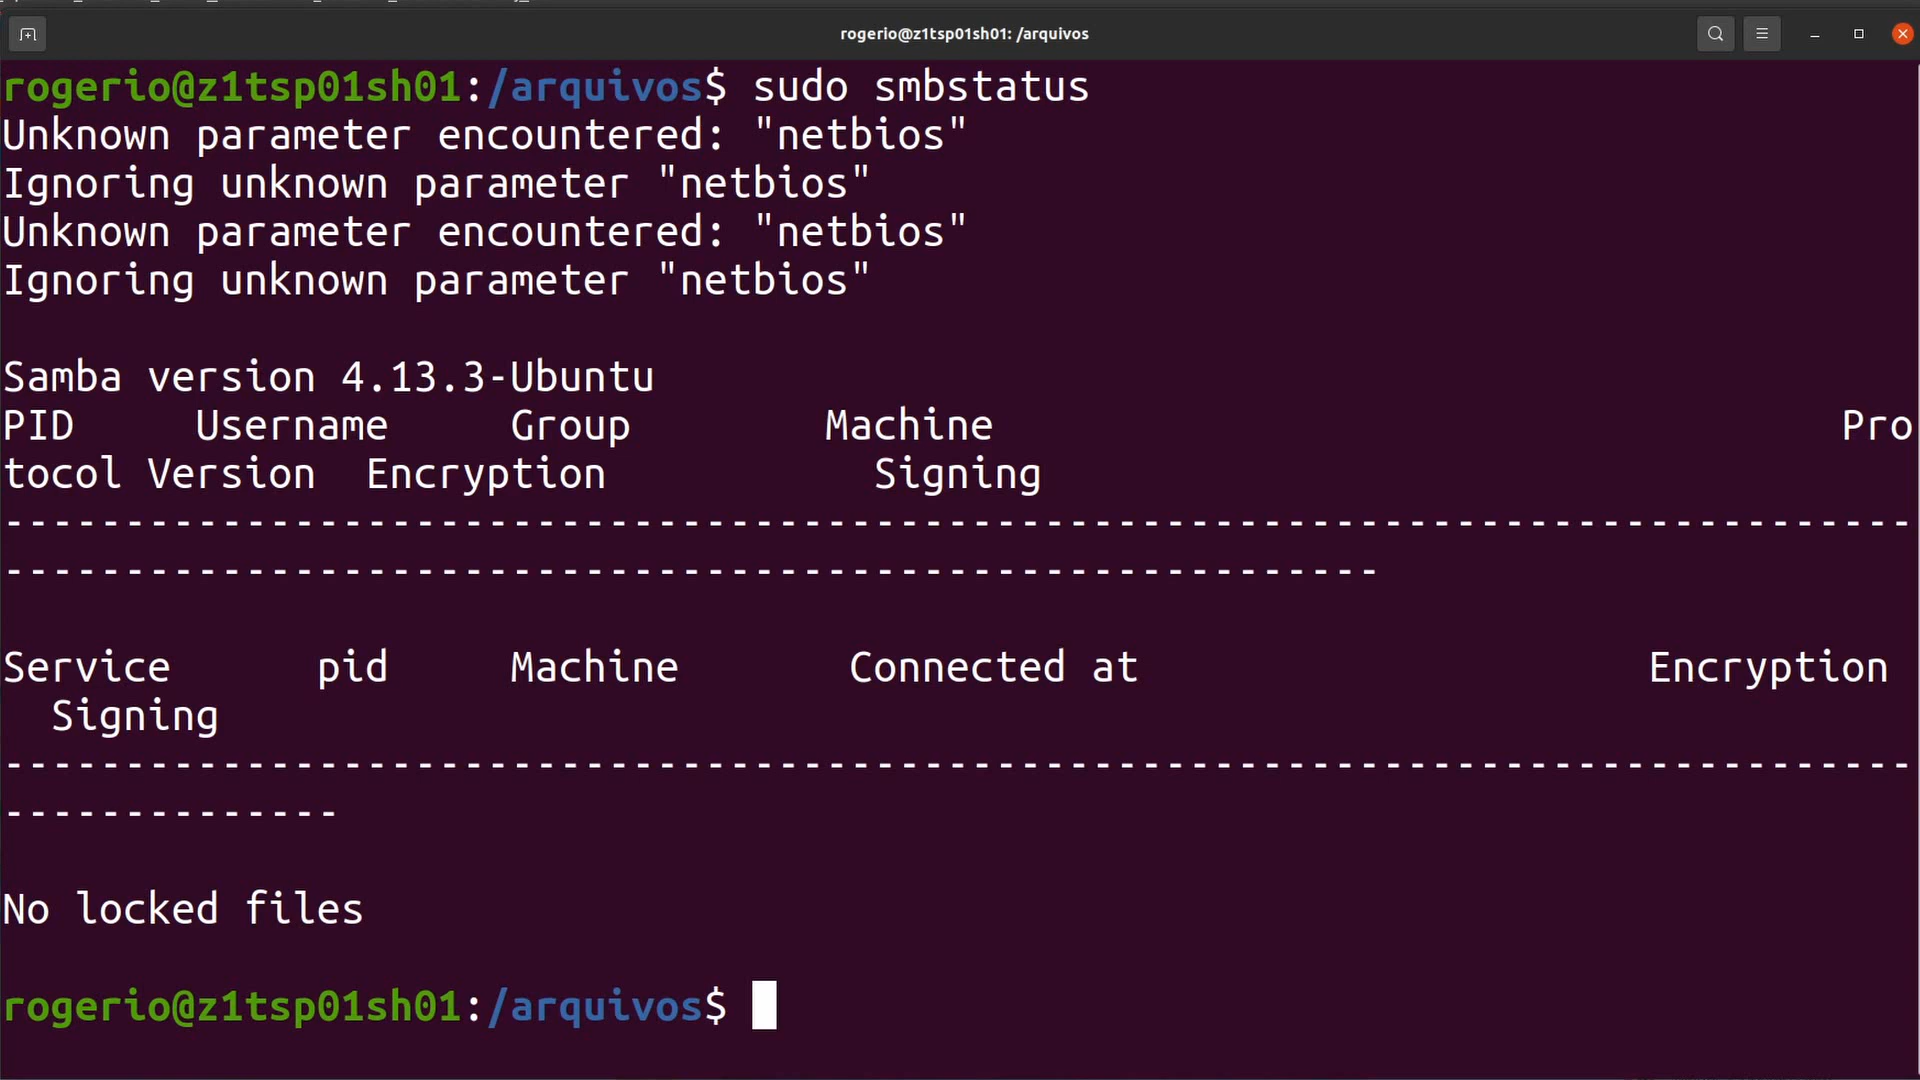 rogerio@z1tsp01sh01: /arquivos
rogerio@z1tsp01sh01:/arquivos$ sudo smbstatus
Unknown parameter encountered: "netbios"
Ignoring unknown parameter "netbios"
Unknown parameter encountered: "netbios"
Ignoring unknown parameter "netbios"
Samba version 4.13.3-Ubuntu
PID     Username     Group        Machine                                   Pro
tocol Version  Encryption           Signing
-------------------------------------------------------------------------------
---------------------------------------------------------
Service      pid     Machine       Connected at                     Encryption
  Signing
-------------------------------------------------------------------------------
--------------
No locked files
rogerio@z1tsp01sh01:/arquivos$